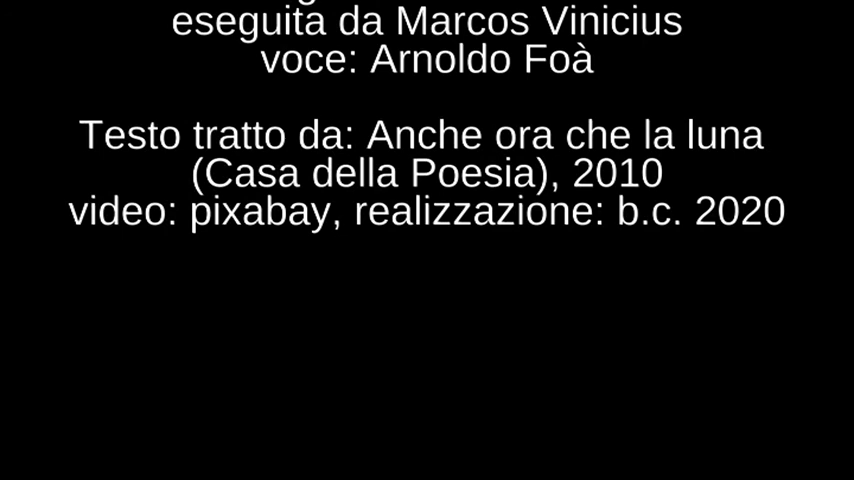 eseguita da Marcos Vinicius
voce: Arnoldo Foà
Testo tratto da: Anche ora che la luna
(Casa della Poesia), 2010
video: pixabay, realizzazione: b.c. 2020